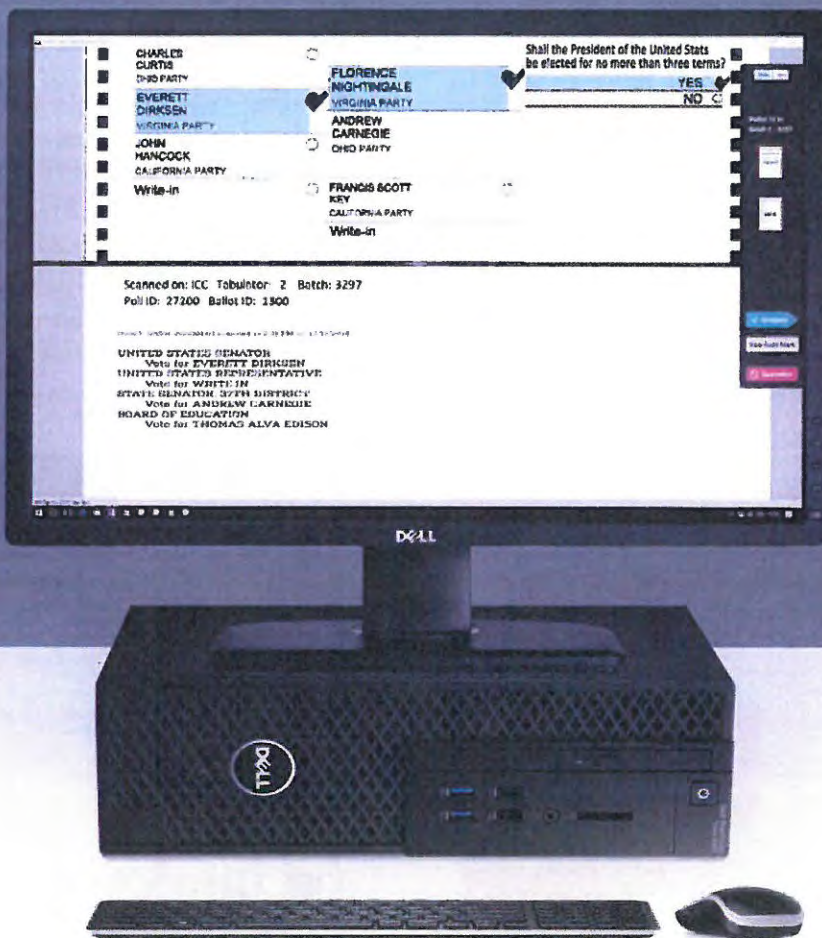 CHARLES
CURTIS
OHIO PARTY
EVERETT
DIRKSEN
VIRGINIA PARTY
JOHN
HANCOCK
CALIFORNIA PARTY
Write-in
FLORENCE
NIGHTINGALE
VIRGINIA PARTY
ANDREW
CARNEGIE
OHIO PARTY
FRANCIS SCOTT
KEY
CALIFORNIA PARTY
Write-in
Shall the President of the United Stats
be elected for no more than three terms?
YES
NO
Scanned on: ICC Tabulator: 2 Batch: 3297
Poll ID: 27200 Ballot ID: 1300
UNITED STATES SENATOR
Vote for EVERETT DIRKSEN
UNITED STATES REPRESENTATIVE
Vote for WRITE IN
STATE SENATOR 37TH DISTRICT
Vote for ANDREW CARNEGIE
BOARD OF EDUCATION
Vote for THOMAS ALVA EDISON
DELL
DELL